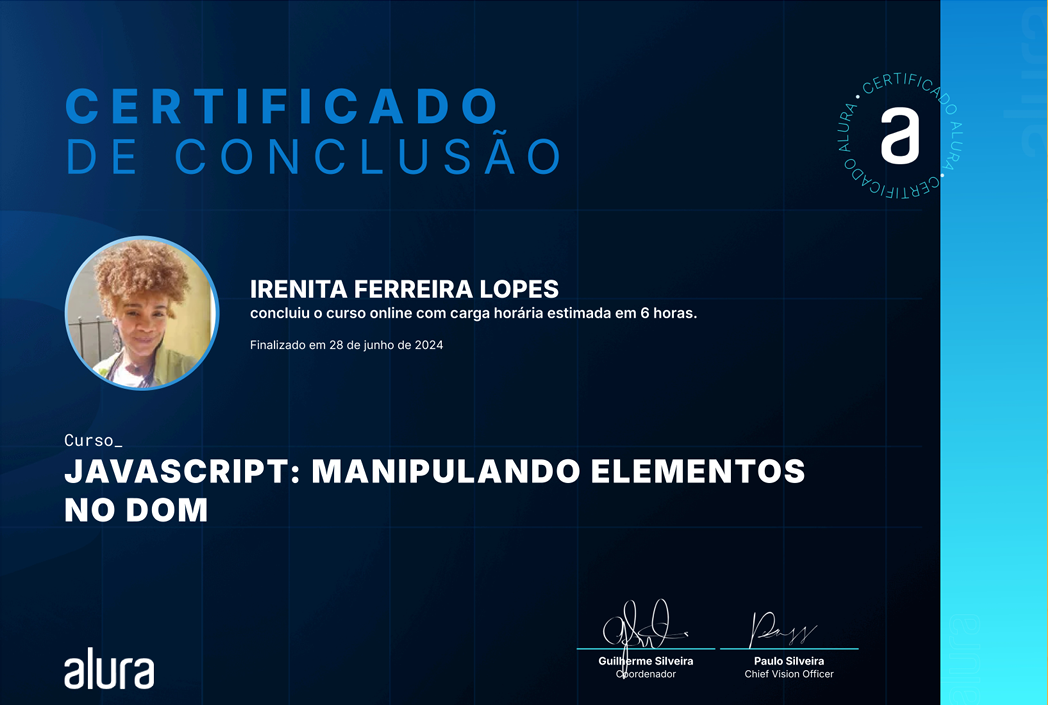 CERTIFICADO
DE CONCLUSÃO
CERTIFICADO ALURA • CERTIFICADO ALURA •
a
IRENITA FERREIRA LOPES
concluiu o curso online com carga horária estimada em 6 horas.
Finalizado em 28 de junho de 2024
Curso_
JAVASCRIPT: MANIPULANDO ELEMENTOS
NO DOM
alura
Guilherme Silveira
Coordenador
Paulo Silveira
Chief Vision Officer
alura